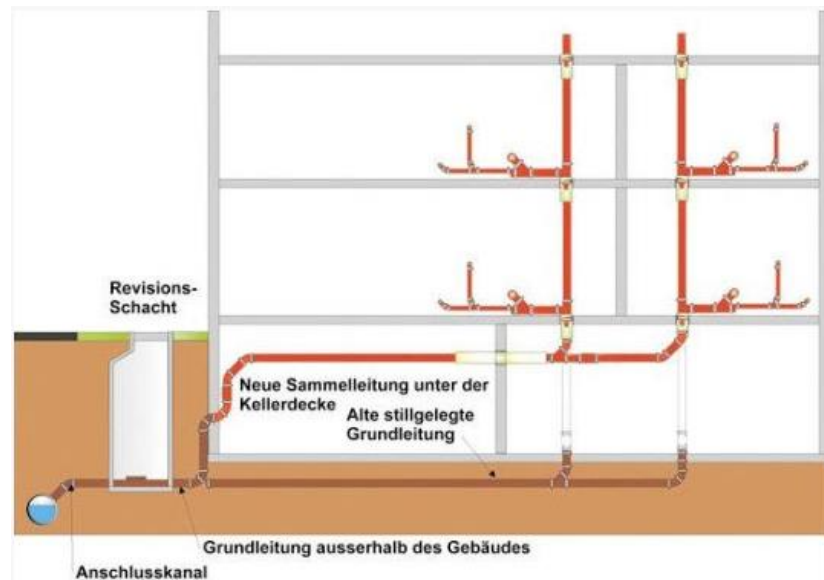 Revisions-
Schacht
Neue Sammelleitung unter der
Kellerdecke
Alte stillgelegte
Grundleitung
Grundleitung ausserhalb des Gebäudes
Anschlusskanal